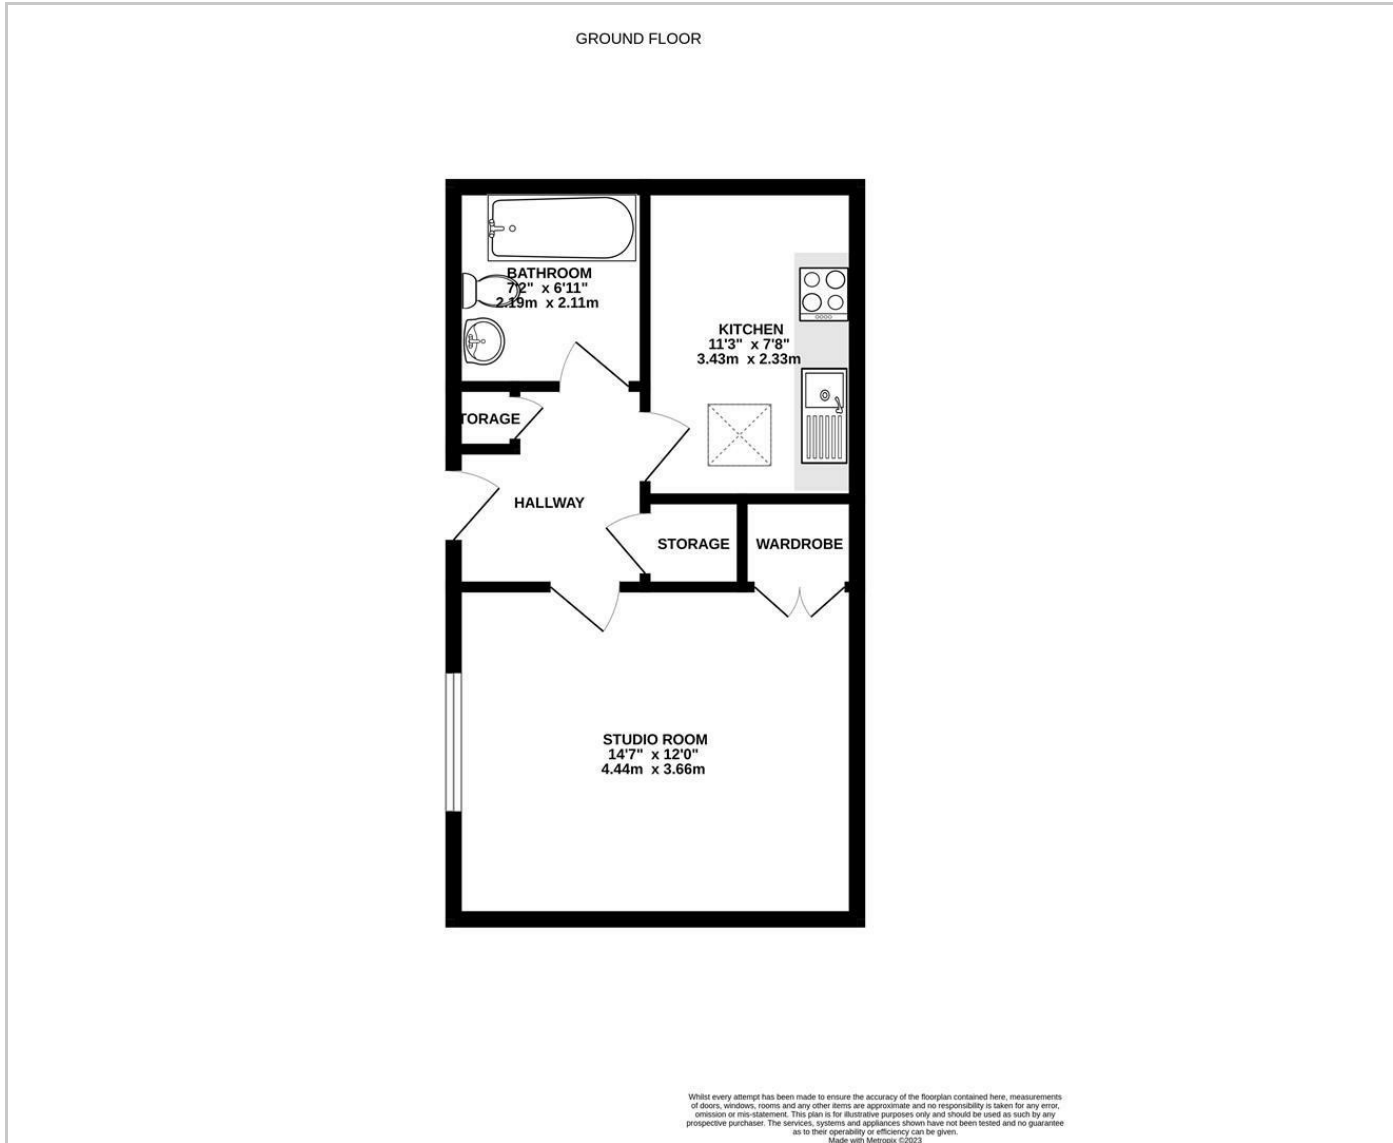 GROUND FLOOR
BATHROOM
7'2" x 6'11"
2.19m x 2.11m
KITCHEN
11'3" x 7'8"
3.43m x 2.33m
TORAGE
HALLWAY
STORAGE
WARDROBE
STUDIO ROOM
14'7" x 12'0"
4.44m x 3.66m
Whilst every attempt has been made to ensure the accuracy of the floorplan contained here, measurements
of doors, windows, rooms and any other items are approximate and no responsibility is taken for any error,
omission or mis-statement. This plan is for illustrative purposes only and should be used as such by any
prospective purchaser. The services, systems and appliances shown have not been tested and no guarantee
as to their operability or efficiency can be given.
Made with Metropix ©2023